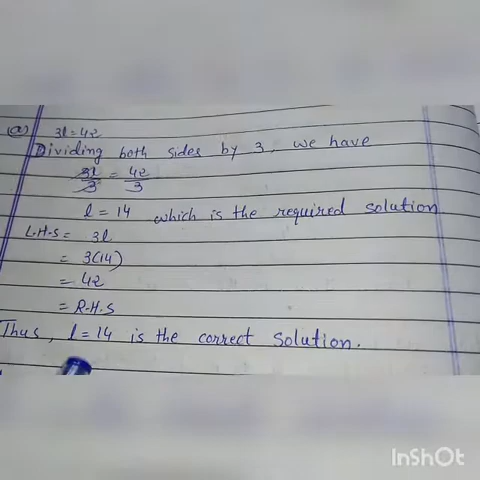 (a) 3l = 42
Dividing both sides by 3, we have
3l/3 = 42/3
l = 14 which is the required solution
L.H.S = 3l
= 3(14)
= 42
= R.H.S
Thus, l = 14 is the correct solution.
InShOt